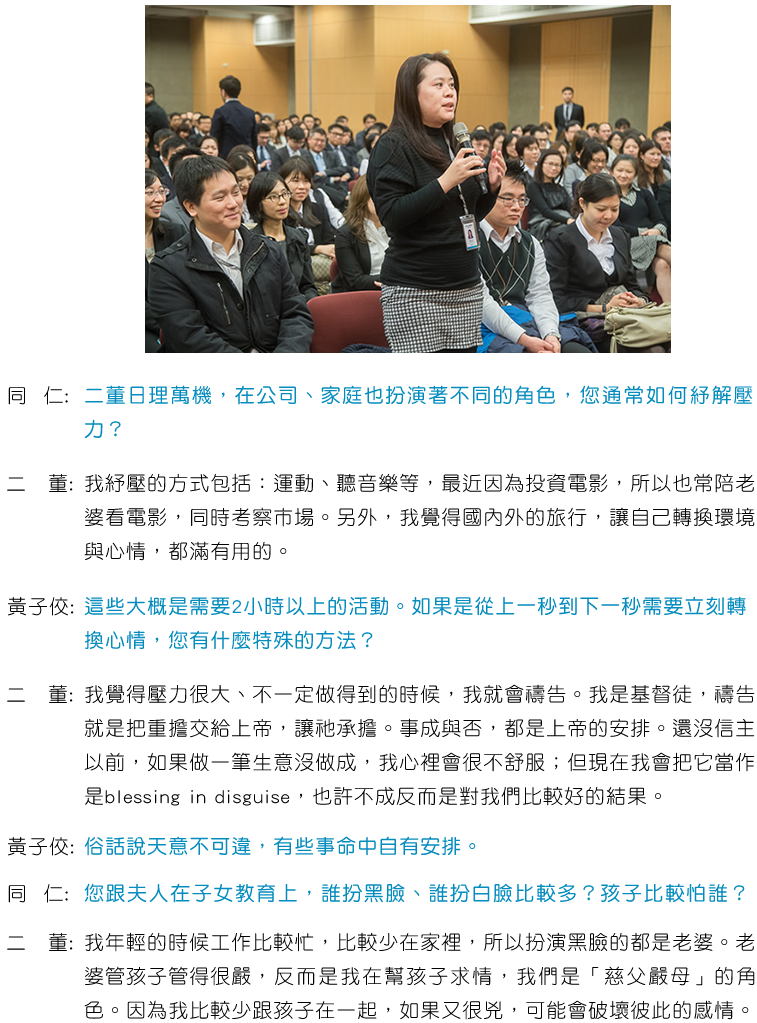 同 仁: 二董日理萬機，在公司、家庭也扮演著不同的角色，您通常如何紓解壓
力？
二 董: 我紓壓的方式包括：運動、聽音樂等，最近因為投資電影，所以也常陪老
婆看電影，同時考察市場。另外，我覺得國內外的旅行，讓自己轉換環境
與心情，都滿有用的。
黃子佼: 這些大概是需要2小時以上的活動。如果是從上一秒到下一秒需要立刻轉
換心情，您有什麼特殊的方法？
二 董: 我覺得壓力很大、不一定做得到的時候，我就會禱告。我是基督徒，禱告
就是把重擔交給上帝，讓祂承擔。事成與否，都是上帝的安排。還沒信主
以前，如果做一筆生意沒做成，我心裡會很不舒服；但現在我會把它當作
是blessing in disguise，也許不成反而是對我們比較好的結果。
黃子佼: 俗話說天意不可違，有些事命中自有安排。
同 仁: 您跟夫人在子女教育上，誰扮黑臉、誰扮白臉比較多？孩子比較怕誰？
二 董: 我年輕的時候工作比較忙，比較少在家裡，所以扮演黑臉的都是老婆。老
婆管孩子管得很嚴，反而是我在幫孩子求情，我們是「慈父嚴母」的角
色。因為我比較少跟孩子在一起，如果又很兇，可能會破壞彼此的感情。